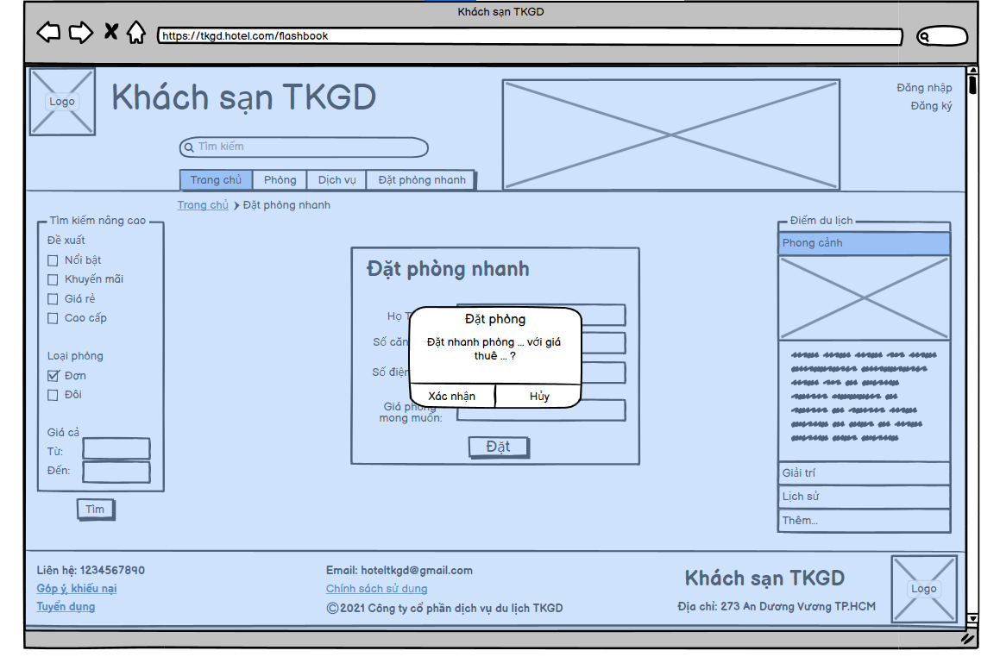 Khách sạn TKGD
https://tkgd.hotel.com/flashbook
Logo
Khách sạn TKGD
Đăng nhập
Đăng ký
Tìm kiếm
Trang chủ
Phòng
Dịch vụ
Đặt phòng nhanh
Trang chủ
Đặt phòng nhanh
Tìm kiếm nâng cao
Đề xuất
Nổi bật
Khuyến mãi
Giá rẻ
Cao cấp
Loại phòng
Đơn
Đôi
Giá cả
Từ:
Đến:
Tìm
Đặt phòng nhanh
Họ
Số căn
Số điện
Giá phòng
mong muốn:
Đặt
Đặt phòng
Đặt nhanh phòng ... với giá
thuê ... ?
Xác nhận
Hủy
Điểm du lịch
Phong cảnh
Giải trí
Lịch sử
Thêm...
Liên hệ: 1234567890
Góp ý, khiếu nại
Tuyển dụng
Email: hoteltkgd@gmail.com
Chính sách sử dung
©2021 Công ty cổ phần dịch vụ du lịch TKGD
Khách sạn TKGD
Địa chỉ: 273 An Dương Vương TP.HCM
Logo